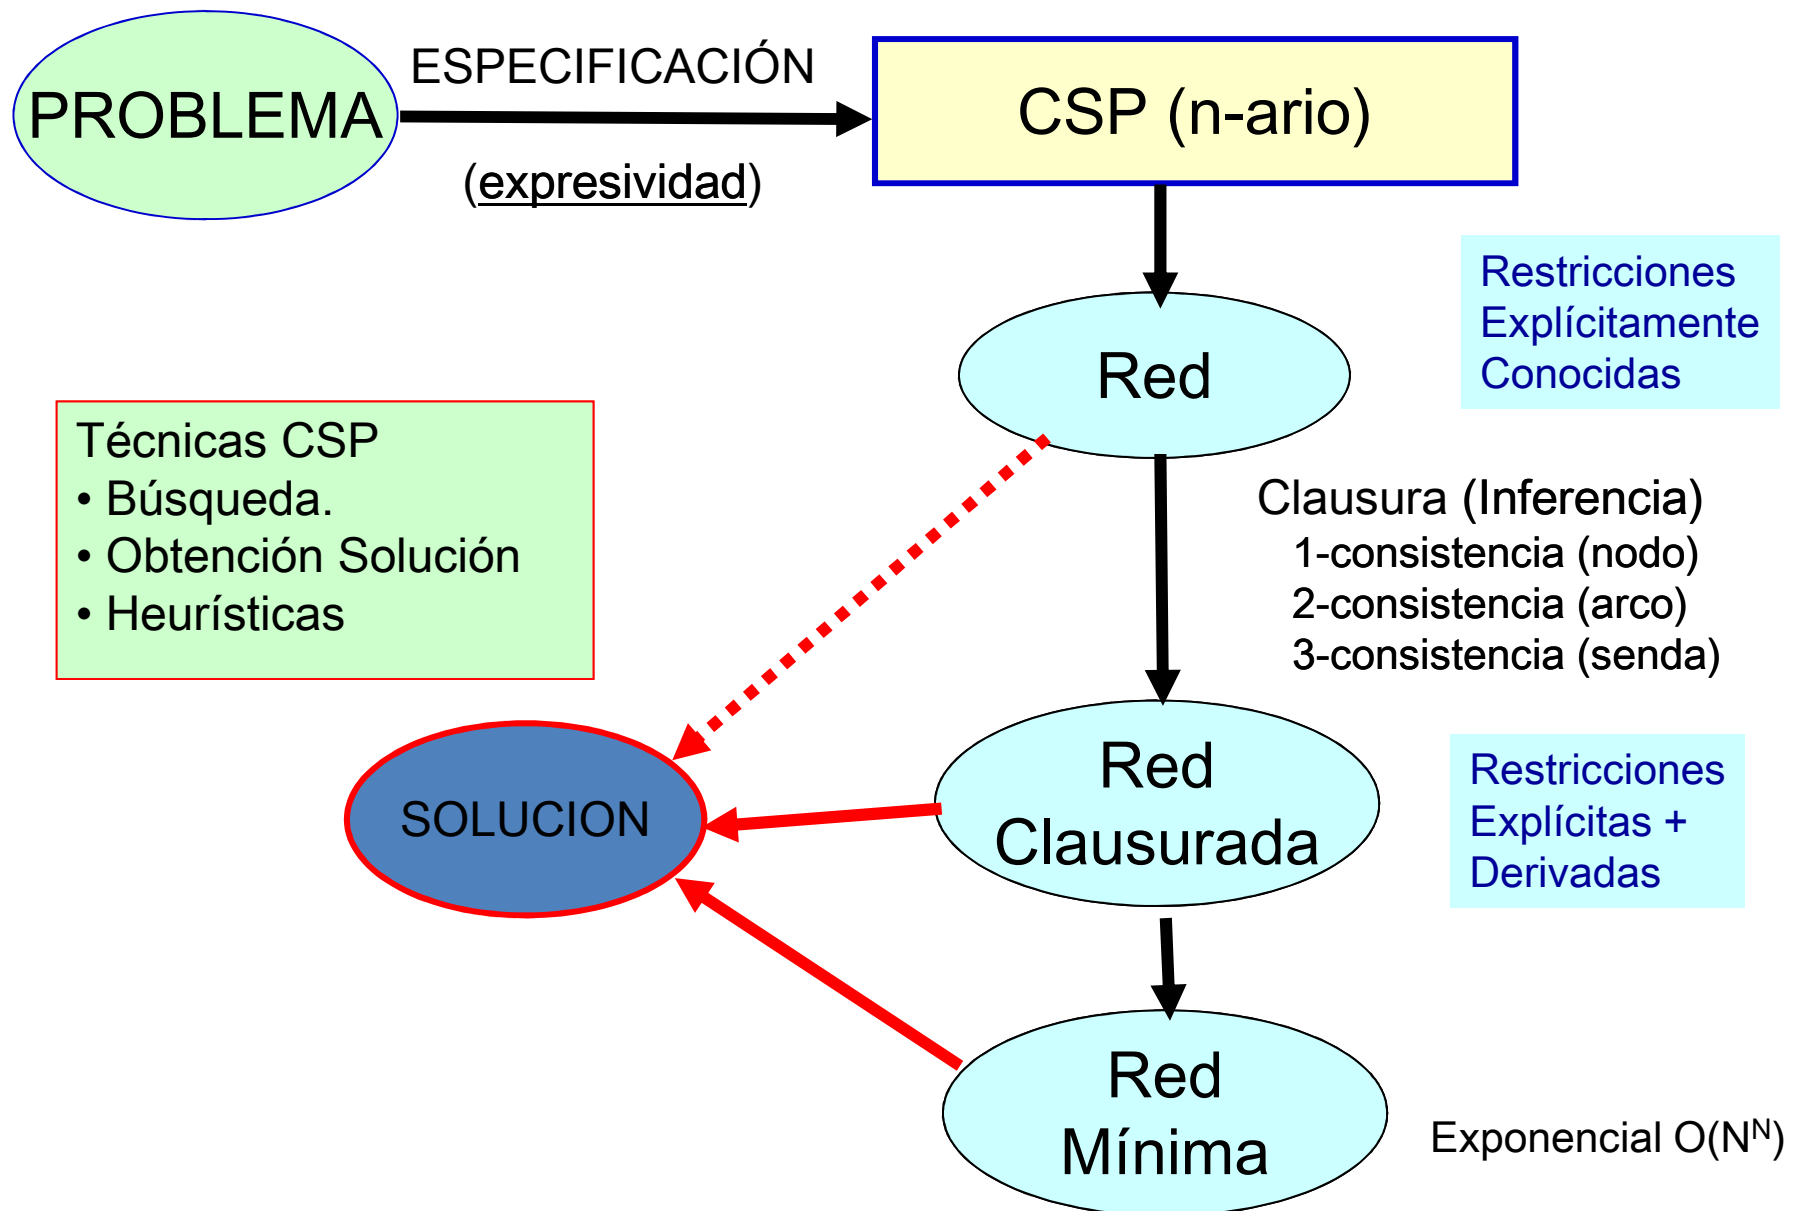 PROBLEMA
ESPECIFICACIÓN
(expresividad)
CSP (n-ario)
Restricciones
Explícitamente
Conocidas
Red
Técnicas CSP
• Búsqueda.
• Obtención Solución
• Heurísticas
Clausura (Inferencia)
1-consistencia (nodo)
2-consistencia (arco)
3-consistencia (senda)
SOLUCION
Red
Clausurada
Restricciones
Explícitas +
Derivadas
Red
Mínima
Exponencial O(Nᴺ)